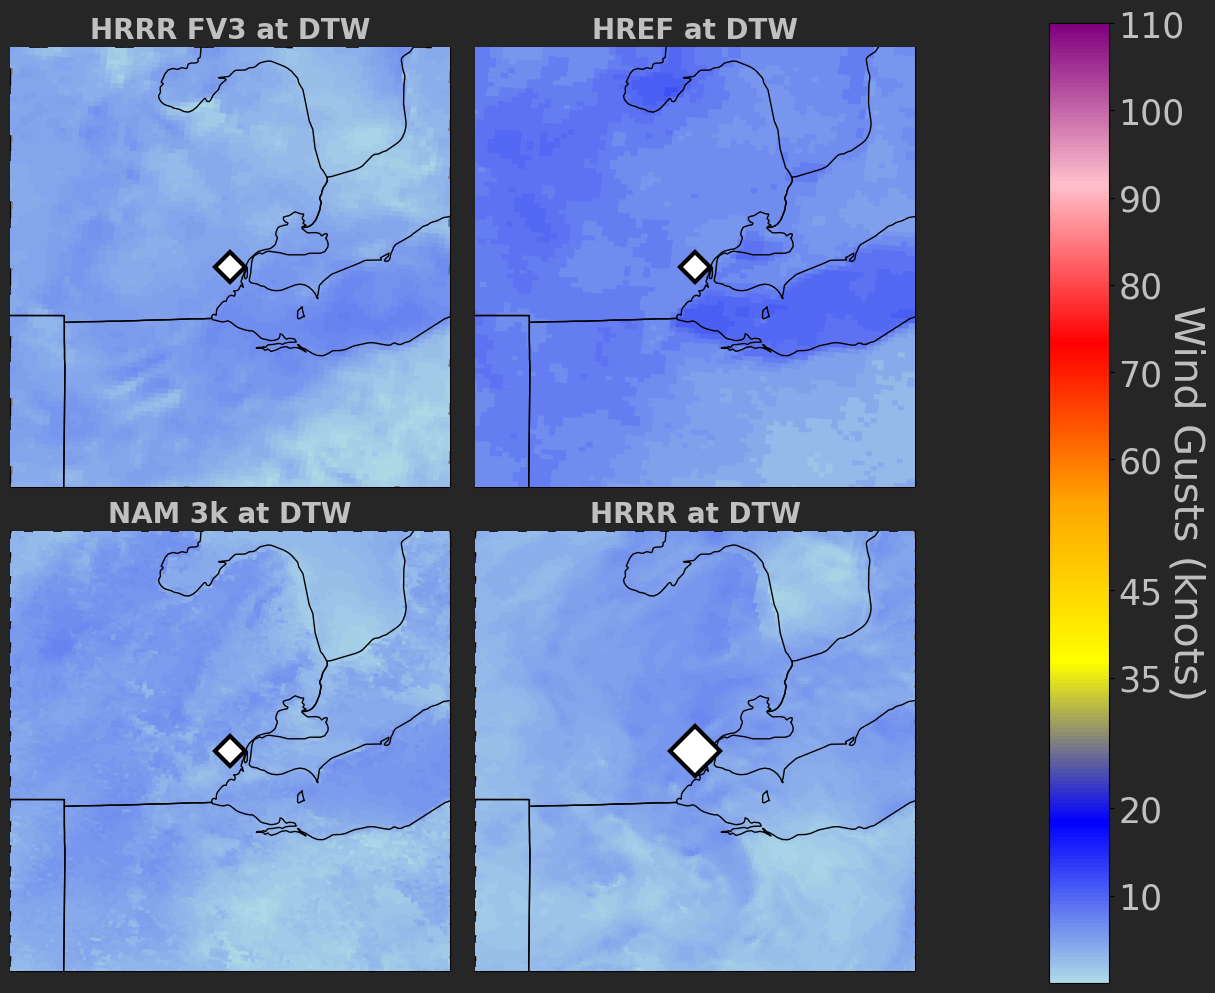 HRRR FV3 at DTW
HREF at DTW
NAM 3k at DTW
HRRR at DTW
110
100
90
80
70
60
45
35
20
10
Wind Gusts (knots)